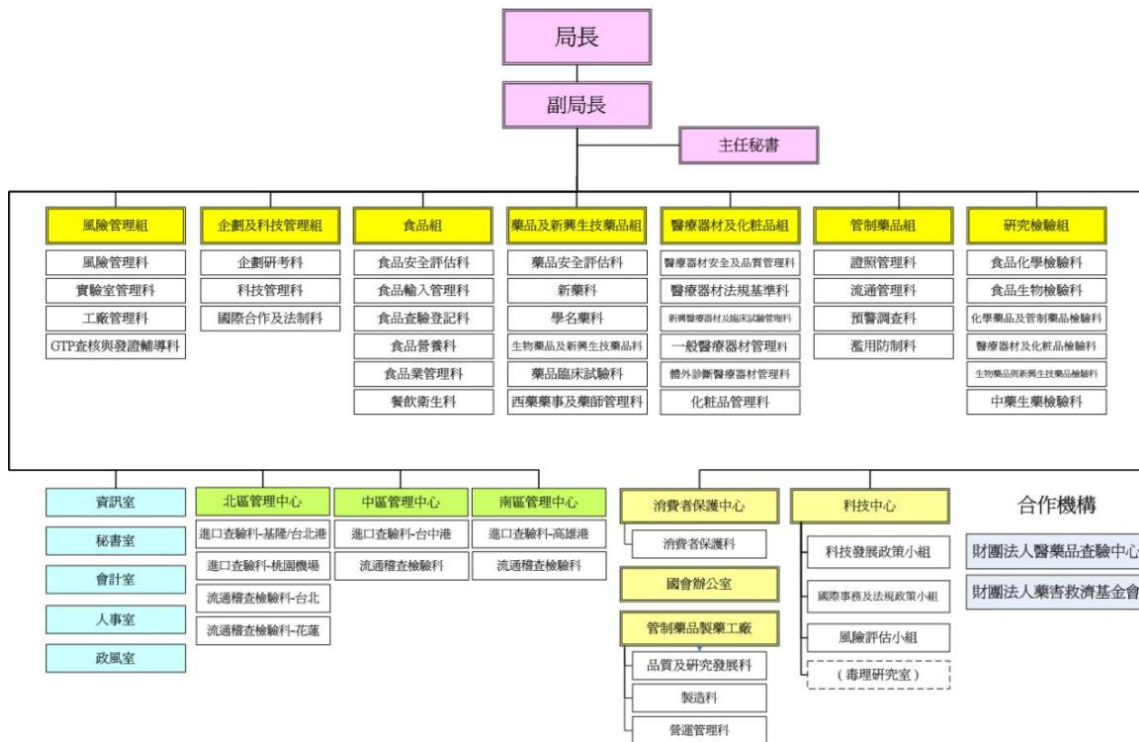 局長
副局長
主任秘書
風險管理組
風險管理科
實驗室管理科
工廠管理科
GTP查核與發證輔導科
企劃及科技管理組
企劃研考科
科技管理科
國際合作及法制科
食品組
食品安全評估科
食品輸入管理科
食品查驗登記科
食品營養科
食品業管理科
餐飲衛生科
藥品及新興生技藥品組
藥品安全評估科
新藥科
學名藥科
生物藥品及新興生技藥品科
藥品臨床試驗科
西藥藥事及藥師管理科
醫療器材及化粧品組
醫療器材安全及品質管理科
醫療器材法規基準科
新興醫療器材及臨床試驗管理科
一般醫療器材管理科
體外診斷醫療器材管理科
化粧品管理科
管制藥品組
證照管理科
流通管理科
預警調查科
濫用防制科
研究檢驗組
食品化學檢驗科
食品生物檢驗科
化學藥品及管制藥品檢驗科
醫療器材及化粧品檢驗科
生物藥品與新興生技藥品檢驗科
中藥生藥檢驗科
資訊室
秘書室
會計室
人事室
政風室
北區管理中心
進口查驗科-基隆/台北港
進口查驗科-桃園機場
流通稽查檢驗科-台北
流通稽查檢驗科-花蓮
中區管理中心
進口查驗科-台中港
流通稽查檢驗科
南區管理中心
進口查驗科-高雄港
流通稽查檢驗科
消費者保護中心
消費者保護科
國會辦公室
管制藥品製藥工廠
品質及研究發展科
製造科
營運管理科
科技中心
科技發展政策小組
國際事務及法規政策小組
風險評估小組
(毒理研究室)
合作機構
財團法人醫藥品查驗中心
財團法人藥害救濟基金會